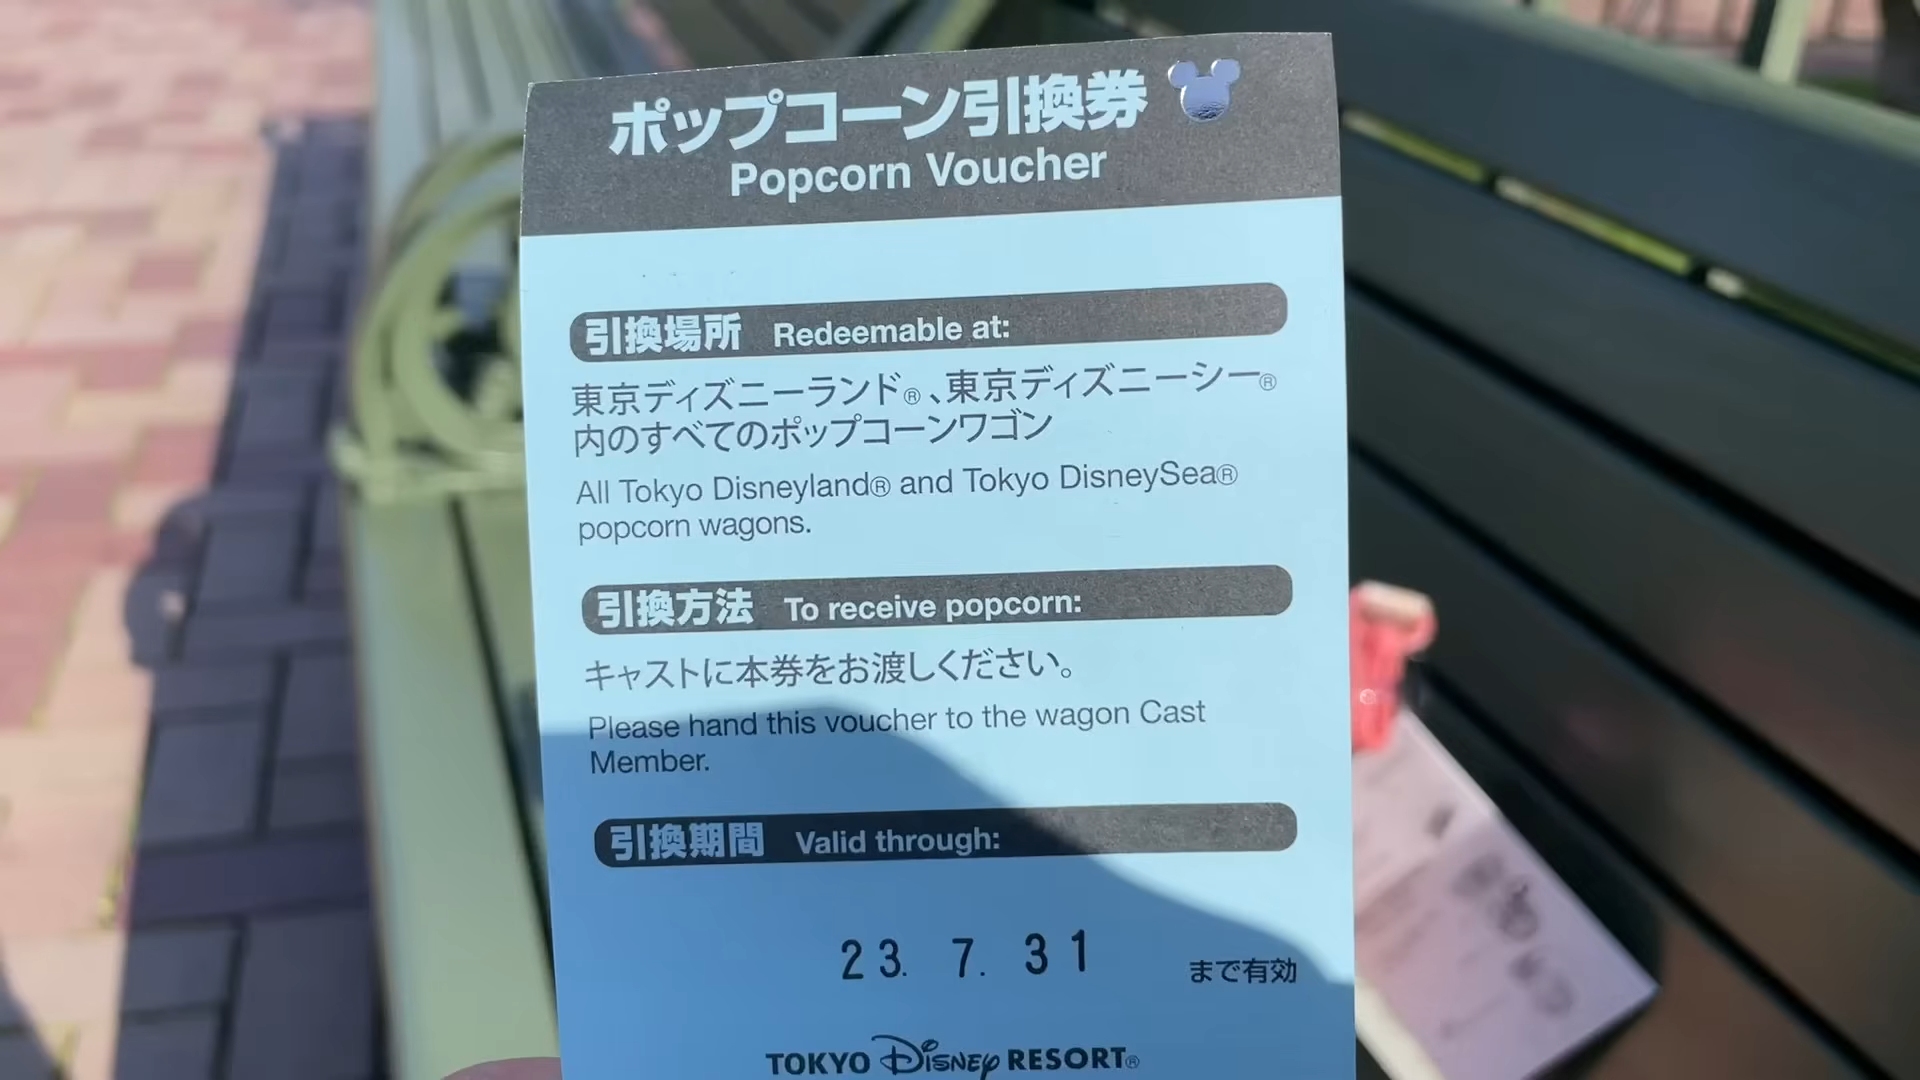 ポップコーン引換券
Popcorn Voucher
引換場所 Redeemable at:
東京ディズニーランド®、東京ディズニーシー®
内のすべてのポップコーンワゴン
All Tokyo Disneyland® and Tokyo DisneySea®
popcorn wagons.
引換方法 To receive popcorn:
キャストに本券をお渡しください。
Please hand this voucher to the wagon Cast
Member.
引換期間 Valid through:
23. 7. 31 まで有効
TOKYO Disney RESORT®